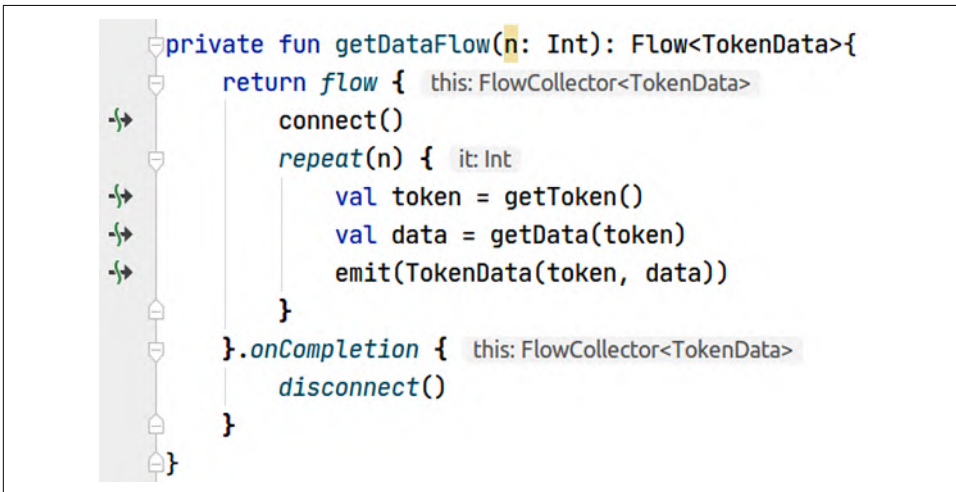 private fun getDataFlow(n: Int): Flow<TokenData>{
return flow { this: FlowCollector<TokenData>
connect()
repeat(n) { it: Int
val token = getToken()
val data = getData(token)
emit(TokenData(token, data))
}
}.onCompletion { this: FlowCollector<TokenData>
disconnect()
}
}